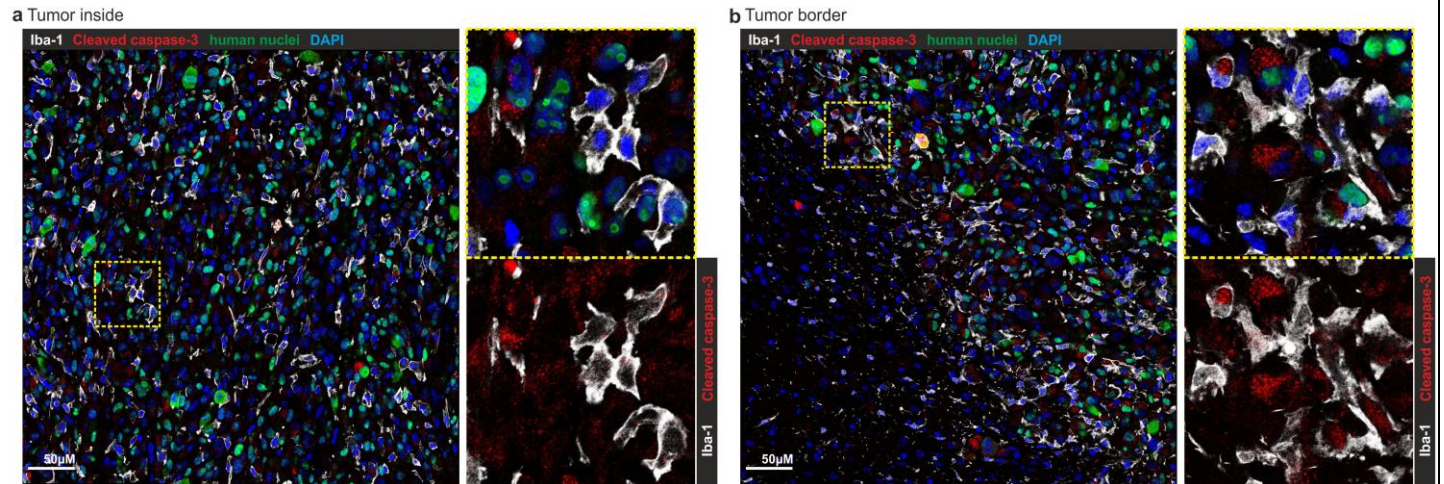 a Tumor inside
Iba-1 Cleaved caspase-3 human nuclei DAPI
50µM
Iba-1 Cleaved caspase-3
b Tumor border
Iba-1 Cleaved caspase-3 human nuclei DAPI
50µM
Iba-1 Cleaved caspase-3